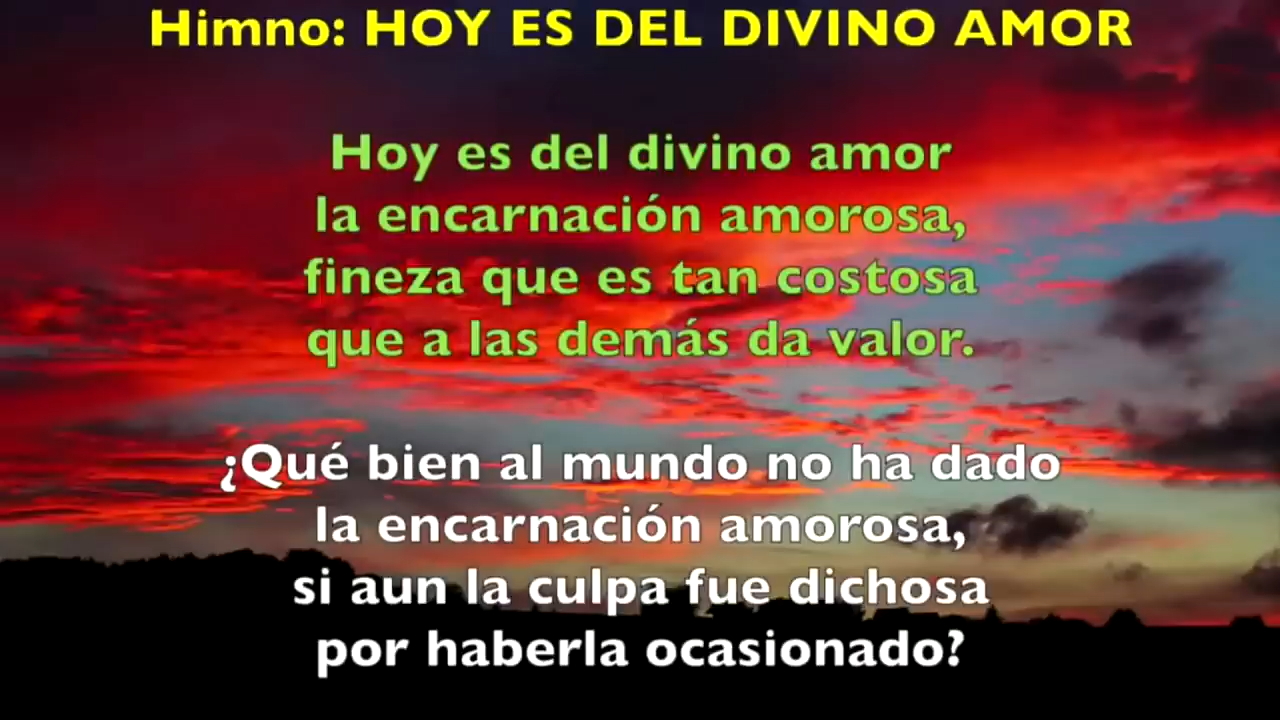 Himno: HOY ES DEL DIVINO AMOR
Hoy es del divino amor
la encarnación amorosa,
fineza que es tan costosa
que a las demás da valor.
¿Qué bien al mundo no ha dado
la encarnación amorosa,
si aun la culpa fue dichosa
por haberla ocasionado?